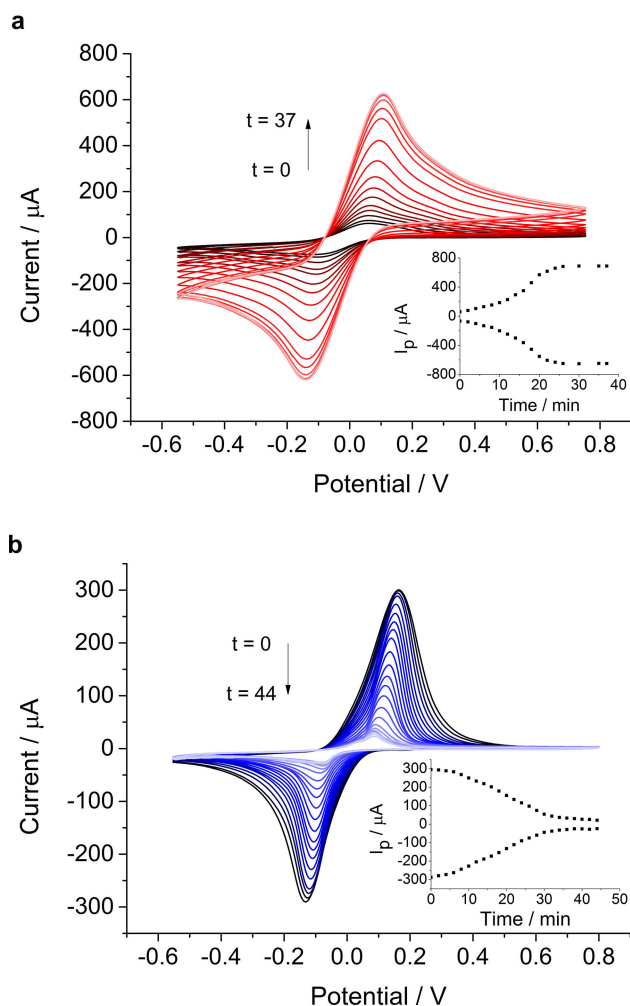 a
800
600
400
200
0
-200
-400
-600
-800
Current / μA
t = 37
t = 0
-0.6 -0.4 -0.2 0.0 0.2 0.4 0.6 0.8
Potential / V
800
400
0
-400
-800
Ip / μA
0 10 20 30 40
Time / min
b
300
200
100
0
-100
-200
-300
Current / μA
t = 0
t = 44
-0.6 -0.4 -0.2 0.0 0.2 0.4 0.6 0.8
Potential / V
300
200
100
0
-100
-200
-300
Ip / μA
0 10 20 30 40 50
Time / min